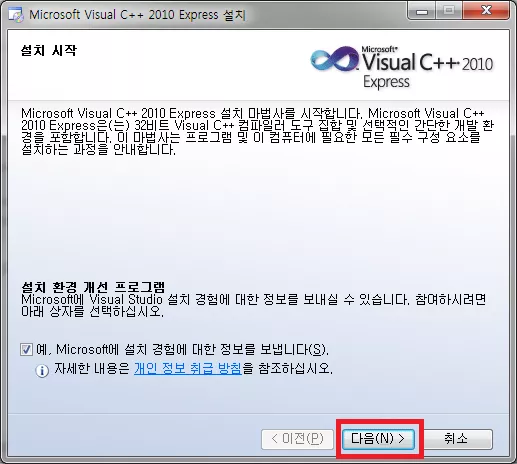 Microsoft Visual C++ 2010 Express 설치
설치 시작
Microsoft®
Visual C++ 2010
Express
Microsoft Visual C++ 2010 Express 설치 마법사를 시작합니다. Microsoft Visual C++
2010 Express은(는) 32비트 Visual C++ 컴파일러 도구 집합 및 선택적인 간단한 개발 환
경을 포함합니다. 이 마법사는 프로그램 및 이 컴퓨터에 필요한 모든 필수 구성 요소를
설치하는 과정을 안내합니다.
설치 환경 개선 프로그램
Microsoft에 Visual Studio 설치 경험에 대한 정보를 보내실 수 있습니다. 참여하시려면
아래 상자를 선택하십시오.
예, Microsoft에 설치 경험에 대한 정보를 보냅니다(S).
자세한 내용은 개인 정보 취급 방침을 참조하십시오.
< 이전(P) 다음(N) > 취소